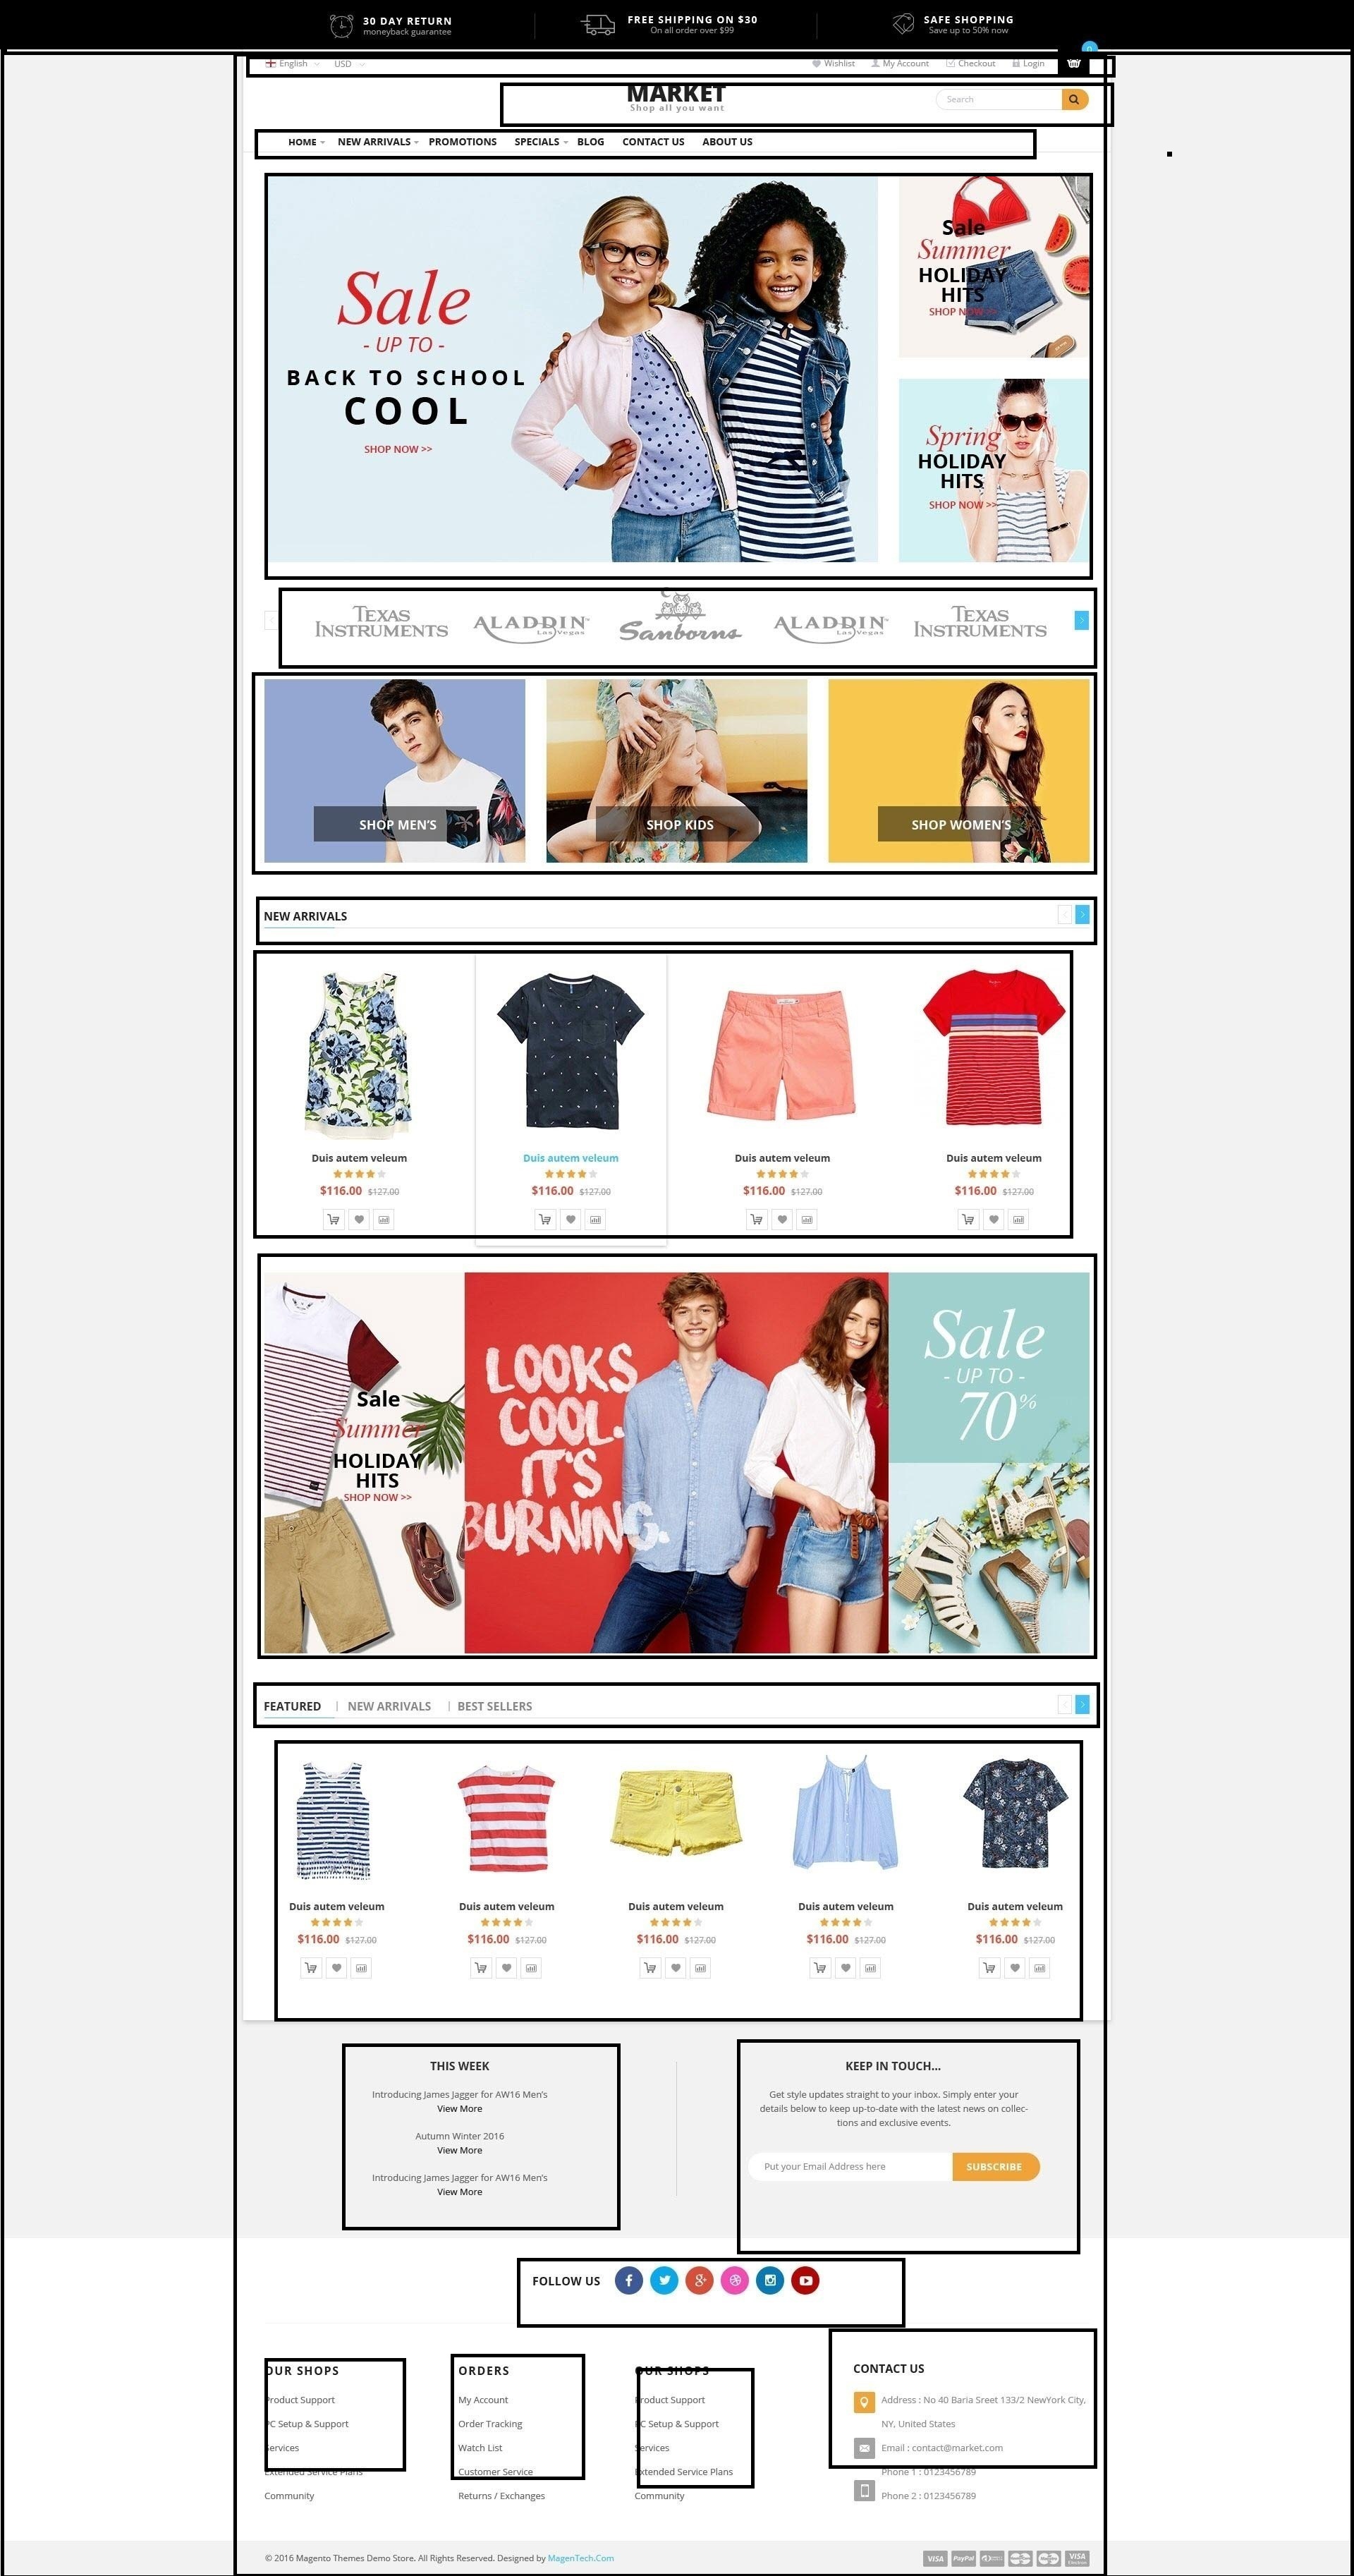 30 DAY RETURN
moneyback guarantee
FREE SHIPPING ON $30
On all order over $99
SAFE SHOPPING
Save up to 50% now
English USD
Wishlist My Account Checkout Login
0
MARKET
Shop all you want
Search
HOME NEW ARRIVALS PROMOTIONS SPECIALS BLOG CONTACT US ABOUT US
Sale
- UP TO -
BACK TO SCHOOL
COOL
SHOP NOW >>
Sale
Summer
HOLIDAY
HITS
SHOP NOW >>
Spring
HOLIDAY
HITS
SHOP NOW >>
TEXAS
INSTRUMENTS
ALADDIN
Las Vegas
Sanborns
ALADDIN
Las Vegas
TEXAS
INSTRUMENTS
SHOP MEN'S
SHOP KIDS
SHOP WOMEN'S
NEW ARRIVALS
Duis autem veleum Duis autem veleum Duis autem veleum Duis autem veleum
$116.00 $127.00 $116.00 $127.00 $116.00 $127.00 $116.00 $127.00
Sale
Summer
HOLIDAY
HITS
SHOP NOW >>
LOOKS
COOL.
IT'S
BURNING.
Sale
- UP TO -
70%
FEATURED | NEW ARRIVALS | BEST SELLERS
Duis autem veleum Duis autem veleum Duis autem veleum Duis autem veleum Duis autem veleum
$116.00 $127.00 $116.00 $127.00 $116.00 $127.00 $116.00 $127.00 $116.00 $127.00
THIS WEEK
Introducing James Jagger for AW16 Men's
View More
Autumn Winter 2016
View More
Introducing James Jagger for AW16 Men's
View More
KEEP IN TOUCH...
Get style updates straight to your inbox. Simply enter your
details below to keep up-to-date with the latest news on collec-
tions and exclusive events.
Put your Email Address here SUBSCRIBE
FOLLOW US
OUR SHOPS
Product Support
PC Setup & Support
Services
Extended Service Plans
Community
ORDERS
My Account
Order Tracking
Watch List
Customer Service
Returns / Exchanges
OUR SHOPS
Product Support
PC Setup & Support
Services
Extended Service Plans
Community
CONTACT US
Address : No 40 Baria Sreet 133/2 NewYork City,
NY, United States
Email : contact@market.com
Phone 1 : 0123456789
Phone 2 : 0123456789
© 2016 Magento Themes Demo Store. All Rights Reserved. Designed by MagenTech.Com
VISA PayPal VISA